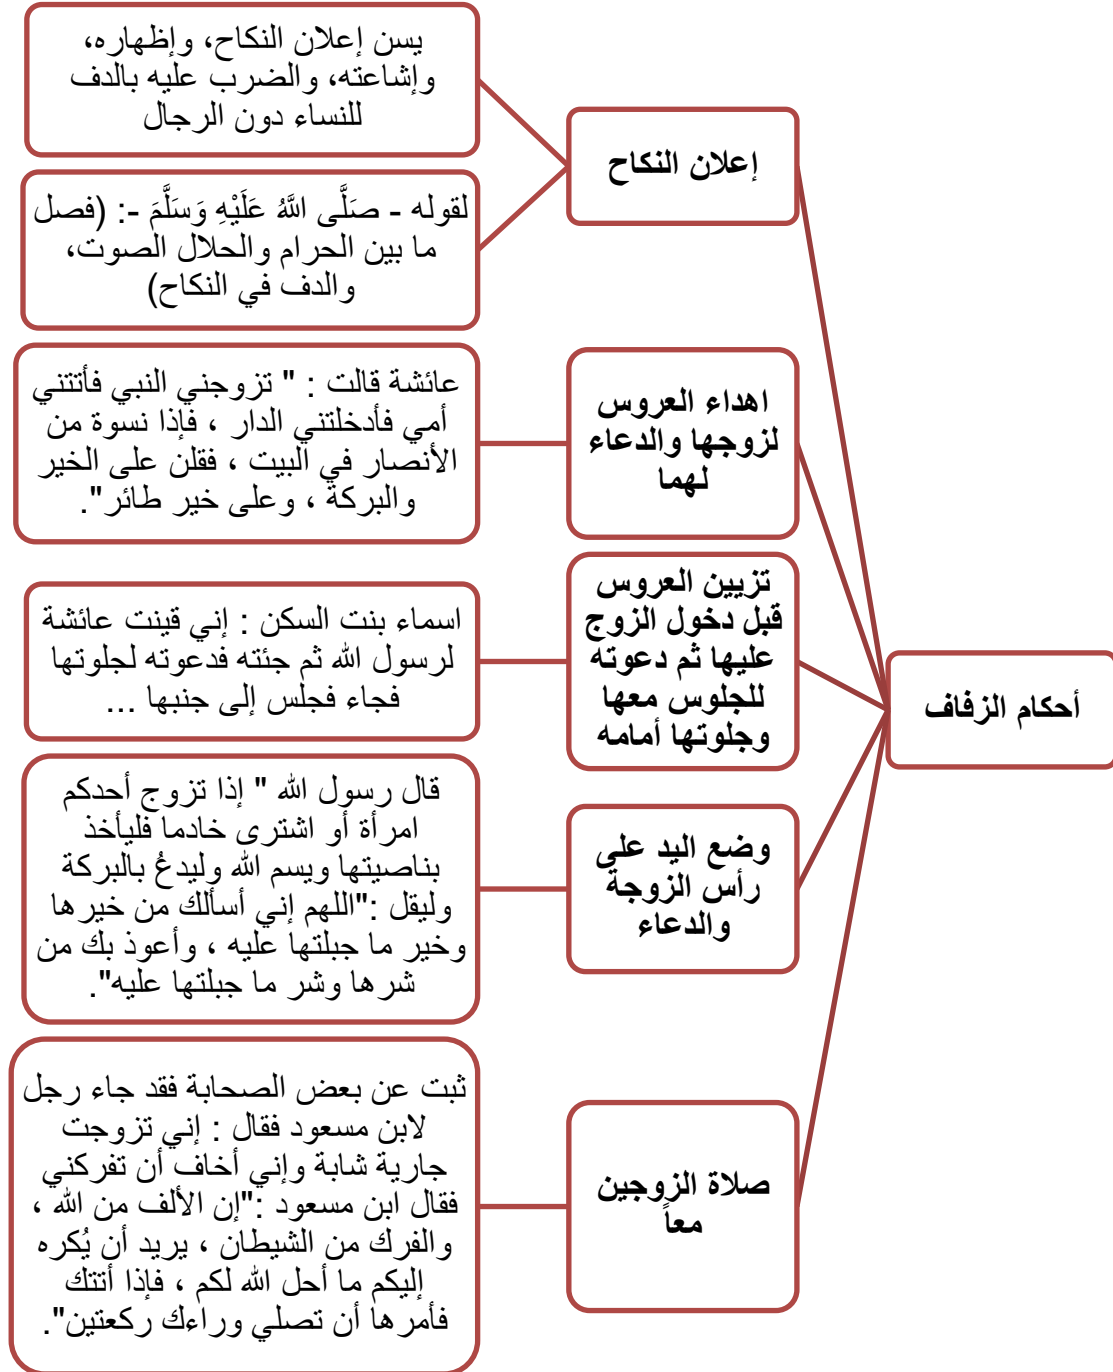 أحكام الزفاف
إعلان النكاح
يسن إعلان النكاح، وإظهاره،
وإشاعته، والضرب عليه بالدف
للنساء دون الرجال
لقوله - صَلَّى اللَّهُ عَلَيْهِ وَسَلَّمَ -: (فصل
ما بين الحرام والحلال الصوت،
والدف في النكاح)
اهداء العروس
لزوجها والدعاء
لهما
عائشة قالت : " تزوجني النبي فأتتني
أمي فأدخلتني الدار ، فإذا نسوة من
الأنصار في البيت ، فقلن على الخير
والبركة ، وعلى خير طائر".
تزيين العروس
قبل دخول الزوج
عليها ثم دعوته
للجلوس معها
وجلوتها أمامه
اسماء بنت السكن : إني قينت عائشة
لرسول الله ثم جئته فدعوته لجلوتها
فجاء فجلس إلى جنبها ...
وضع اليد على
رأس الزوجة
والدعاء
قال رسول الله " إذا تزوج أحدكم
امرأة أو اشترى خادما فليأخذ
بناصيتها ويسم الله وليدعُ بالبركة
وليقل :"اللهم إني أسألك من خيرها
وخير ما جبلتها عليه ، وأعوذ بك من
شرها وشر ما جبلتها عليه".
صلاة الزوجين
معاً
ثبت عن بعض الصحابة فقد جاء رجل
لابن مسعود فقال : إني تزوجت
جارية شابة وإني أخاف أن تفركني
فقال ابن مسعود :"إن الألف من الله ،
والفرك من الشيطان ، يريد أن يُكره
إليكم ما أحل الله لكم ، فإذا أتتك
فأمرها أن تصلي وراءك ركعتين".